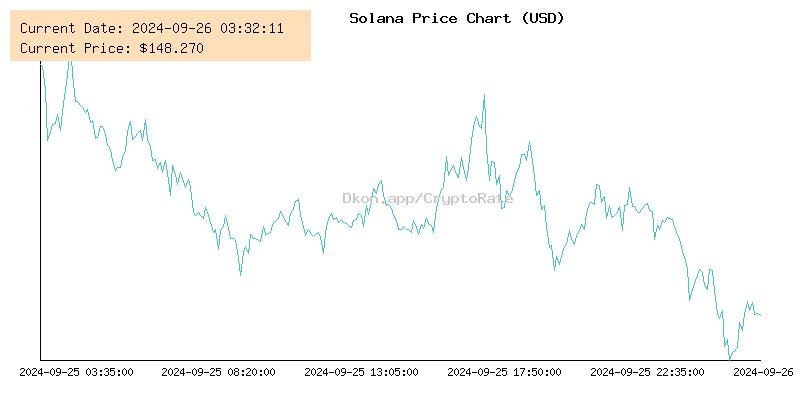 Solana Price Chart (USD)
Current Date: 2024-09-26 03:32:11
Current Price: $148.270
Dkon.app/CryptoRate
2024-09-25 03:35:00 2024-09-25 08:20:00 2024-09-25 13:05:00 2024-09-25 17:50:00 2024-09-25 22:35:00 2024-09-26